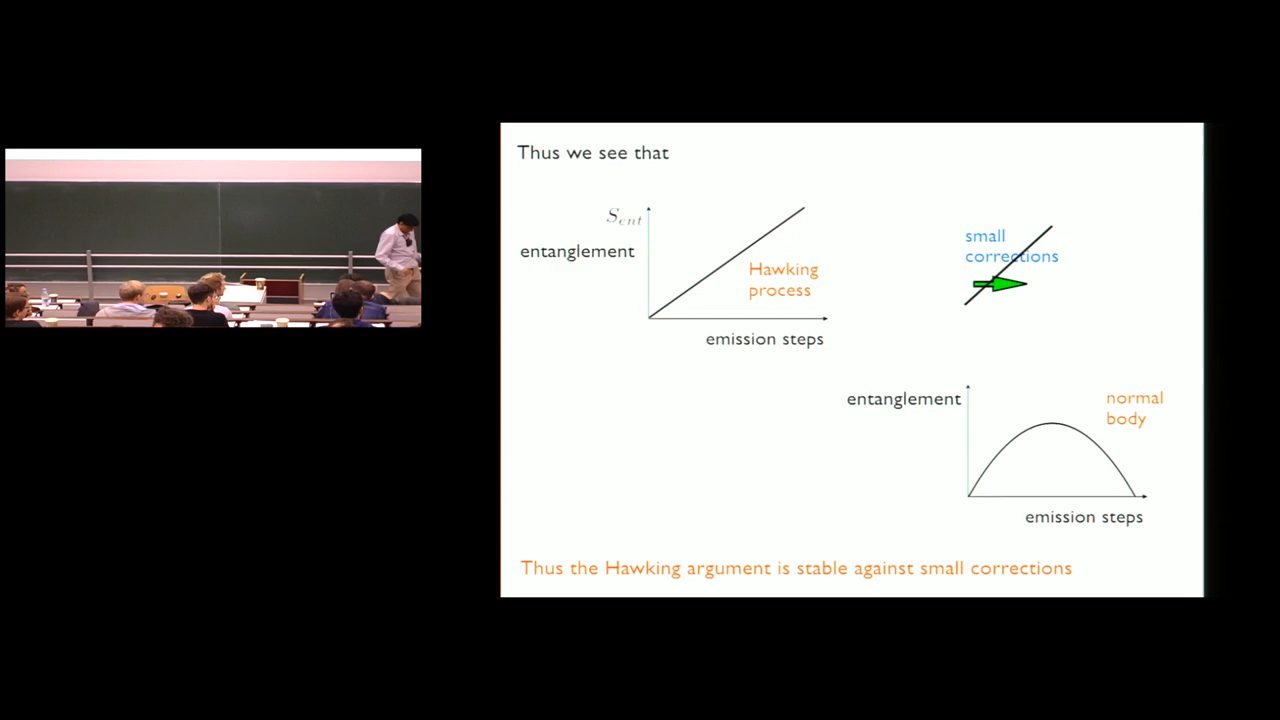 Thus we see that
S_ent
entanglement
Hawking
process
emission steps
small
corrections
entanglement
normal
body
emission steps
Thus the Hawking argument is stable against small corrections